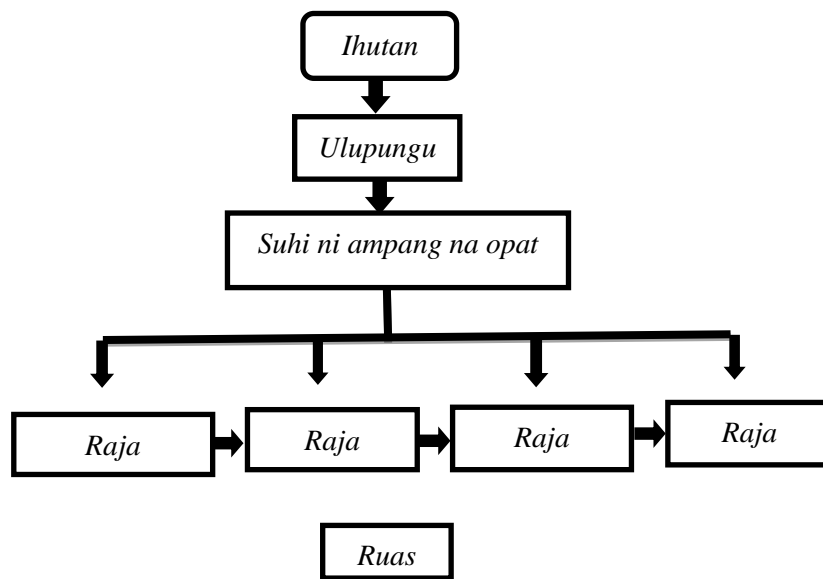 Ihutan
Ulupungu
Suhi ni ampang na opat
Raja
Raja
Raja
Raja
Ruas